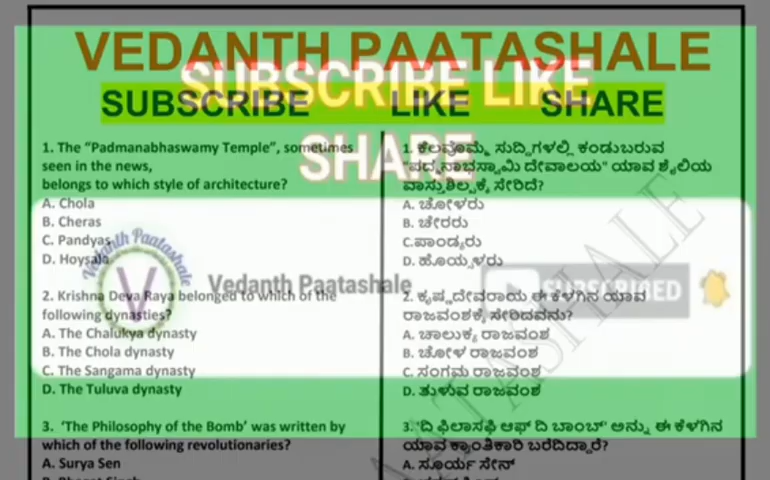 VEDANTH PAATASHALE
SUBSCRIBE LIKE SHARE
SUBSCRIBE LIKE
SHARE
1. The “Padmanabhaswamy Temple”, sometimes
seen in the news,
belongs to which style of architecture?
A. Chola
B. Cheras
C. Pandyas
D. Hoysala
2. Krishna Deva Raya belonged to which of the
following dynasties?
A. The Chalukya dynasty
B. The Chola dynasty
C. The Sangama dynasty
D. The Tuluva dynasty
3. ‘The Philosophy of the Bomb’ was written by
which of the following revolutionaries?
A. Surya Sen
1. ಕೆಲವೊಮ್ಮೆ ಸುದ್ದಿಗಳಲ್ಲಿ ಕಂಡುಬರುವ
"ಪದ್ಮನಾಭಸ್ವಾಮಿ ದೇವಾಲಯ" ಯಾವ ಶೈಲಿಯ
ವಾಸ್ತುಶಿಲ್ಪಕ್ಕೆ ಸೇರಿದೆ?
A. ಚೋಳರು
B. ಚೇರರು
C.ಪಾಂಡ್ಯರು
D. ಹೊಯ್ಸಳರು
2. ಕೃಷ್ಣದೇವರಾಯ ಈ ಕೆಳಗಿನ ಯಾವ
ರಾಜವಂಶಕ್ಕೆ ಸೇರಿದವನು?
A. ಚಾಲುಕ್ಯ ರಾಜವಂಶ
B. ಚೋಳ ರಾಜವಂಶ
C. ಸಂಗಮ ರಾಜವಂಶ
D. ತುಳುವ ರಾಜವಂಶ
3. 'ದಿ ಫಿಲಾಸಫಿ ಆಫ್ ದಿ ಬಾಂಬ್' ಅನ್ನು ಈ ಕೆಳಗಿನ
ಯಾವ ಕ್ರಾಂತಿಕಾರಿ ಬರೆದಿದ್ದಾರೆ?
A. ಸೂರ್ಯ ಸೇನ್
Vedanth Paatashale
V
Vedanth Paatashale
SUBSCRIBED